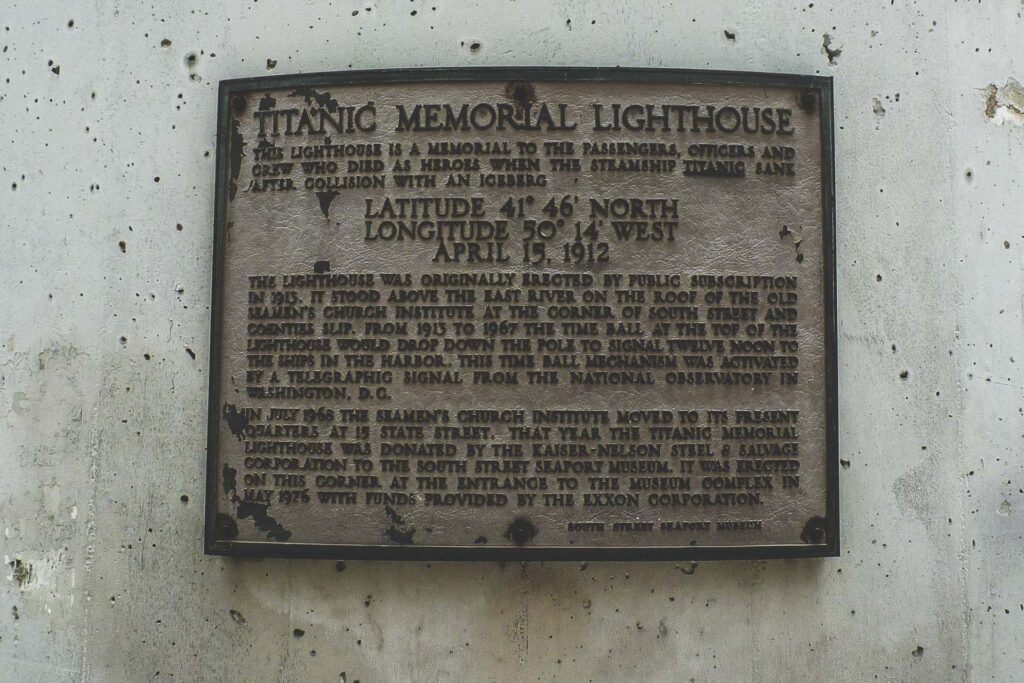 TITANIC MEMORIAL LIGHTHOUSE
THIS LIGHTHOUSE IS A MEMORIAL TO THE PASSENGERS, OFFICERS AND
CREW WHO DIED AS HEROES WHEN THE STEAMSHIP TITANIC SANK
AFTER COLLISION WITH AN ICEBERG
LATITUDE 41° 46' NORTH
LONGITUDE 50° 14' WEST
APRIL 15, 1912
THE LIGHTHOUSE WAS ORIGINALLY ERECTED BY PUBLIC SUBSCRIPTION
IN 1913. IT STOOD ABOVE THE EAST RIVER ON THE ROOF OF THE OLD
SEAMEN'S CHURCH INSTITUTE AT THE CORNER OF SOUTH STREET AND
COENTIES SLIP. FROM 1913 TO 1967 THE TIME BALL AT THE TOP OF THE
LIGHTHOUSE WOULD DROP DOWN THE POLE TO SIGNAL TWELVE NOON TO
THE SHIPS IN THE HARBOR. THIS TIME BALL MECHANISM WAS ACTIVATED
BY A TELEGRAPHIC SIGNAL FROM THE NATIONAL OBSERVATORY IN
WASHINGTON, D.C.
IN JULY 1968 THE SEAMEN'S CHURCH INSTITUTE MOVED TO ITS PRESENT
QUARTERS AT 15 STATE STREET. THAT YEAR THE TITANIC MEMORIAL
LIGHTHOUSE WAS DONATED BY THE KAISER-NELSON STEEL & SALVAGE
CORPORATION TO THE SOUTH STREET SEAPORT MUSEUM. IT WAS ERECTED
ON THIS CORNER AT THE ENTRANCE TO THE MUSEUM COMPLEX IN
MAY 1976 WITH FUNDS PROVIDED BY THE EXXON CORPORATION.
SOUTH STREET SEAPORT MUSEUM